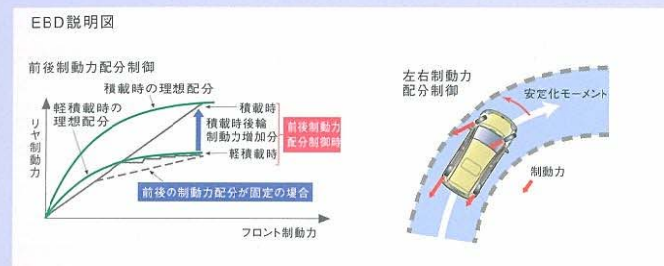 EBD説明図
前後制動力配分制御
積載時の理想配分
軽積載時の
理想配分
リヤ制動力
積載時
積載時後輪
制動力増加分
軽積載時
前後制動力
配分制御時
前後の制動力配分が固定の場合
フロント制動力
左右制動力
配分制御
安定化モーメント
制動力